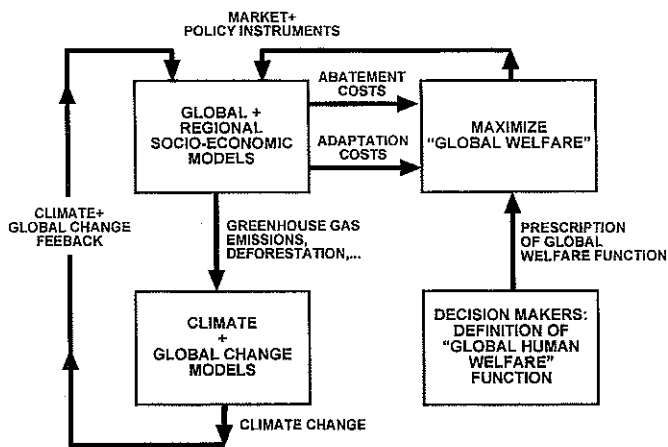 MARKET+
POLICY INSTRUMENTS
ABATEMENT
COSTS
GLOBAL +
REGIONAL
SOCIO-ECONOMIC
MODELS
ADAPTATION
COSTS
MAXIMIZE
"GLOBAL WELFARE"
CLIMATE+
GLOBAL CHANGE
FEEBACK
GREENHOUSE GAS
EMISSIONS,
DEFORESTATION,...
PRESCRIPTION
OF GLOBAL
WELFARE FUNCTION
CLIMATE
+
GLOBAL CHANGE
MODELS
DECISION MAKERS:
DEFINITION OF
"GLOBAL HUMAN
WELFARE"
FUNCTION
CLIMATE CHANGE